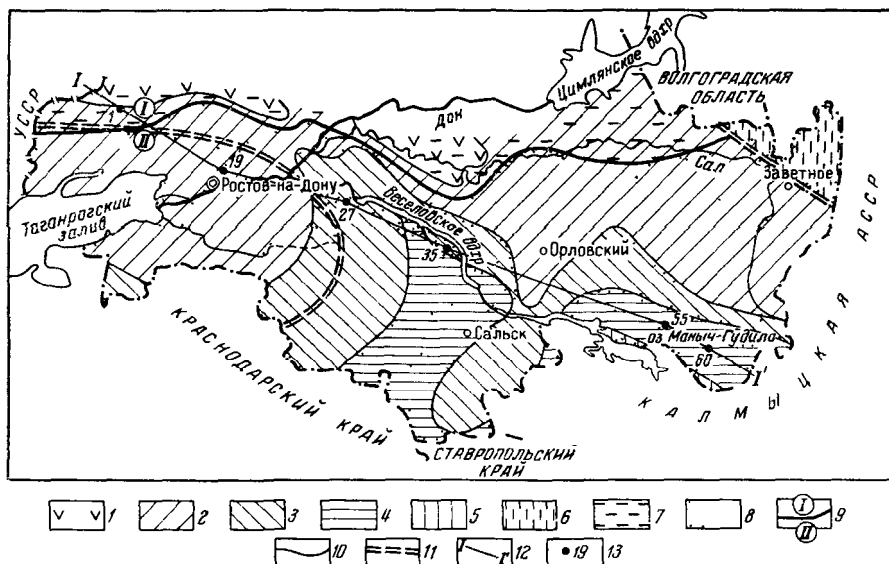 Цимлянское вдхр.
ВОЛГОГРАДСКАЯ
ОБЛАСТЬ
УССР
I
I
1
I
II
Дон
Сал
Заветное
19
Ростов-на-Дону
Таганрогский
залив
27
Веселовское вдхр.
35
Орловский
АССР
55
оз Маныч-Гудило
60
I'
Сальск
КРАСНОДАРСКИЙ КРАЙ
КАЛМЫЦКАЯ
СТАВРОПОЛЬСКИЙ
КРАЙ
1 2 3 4 5 6 7 8 I II 9
10 11 I I' 12 19 13